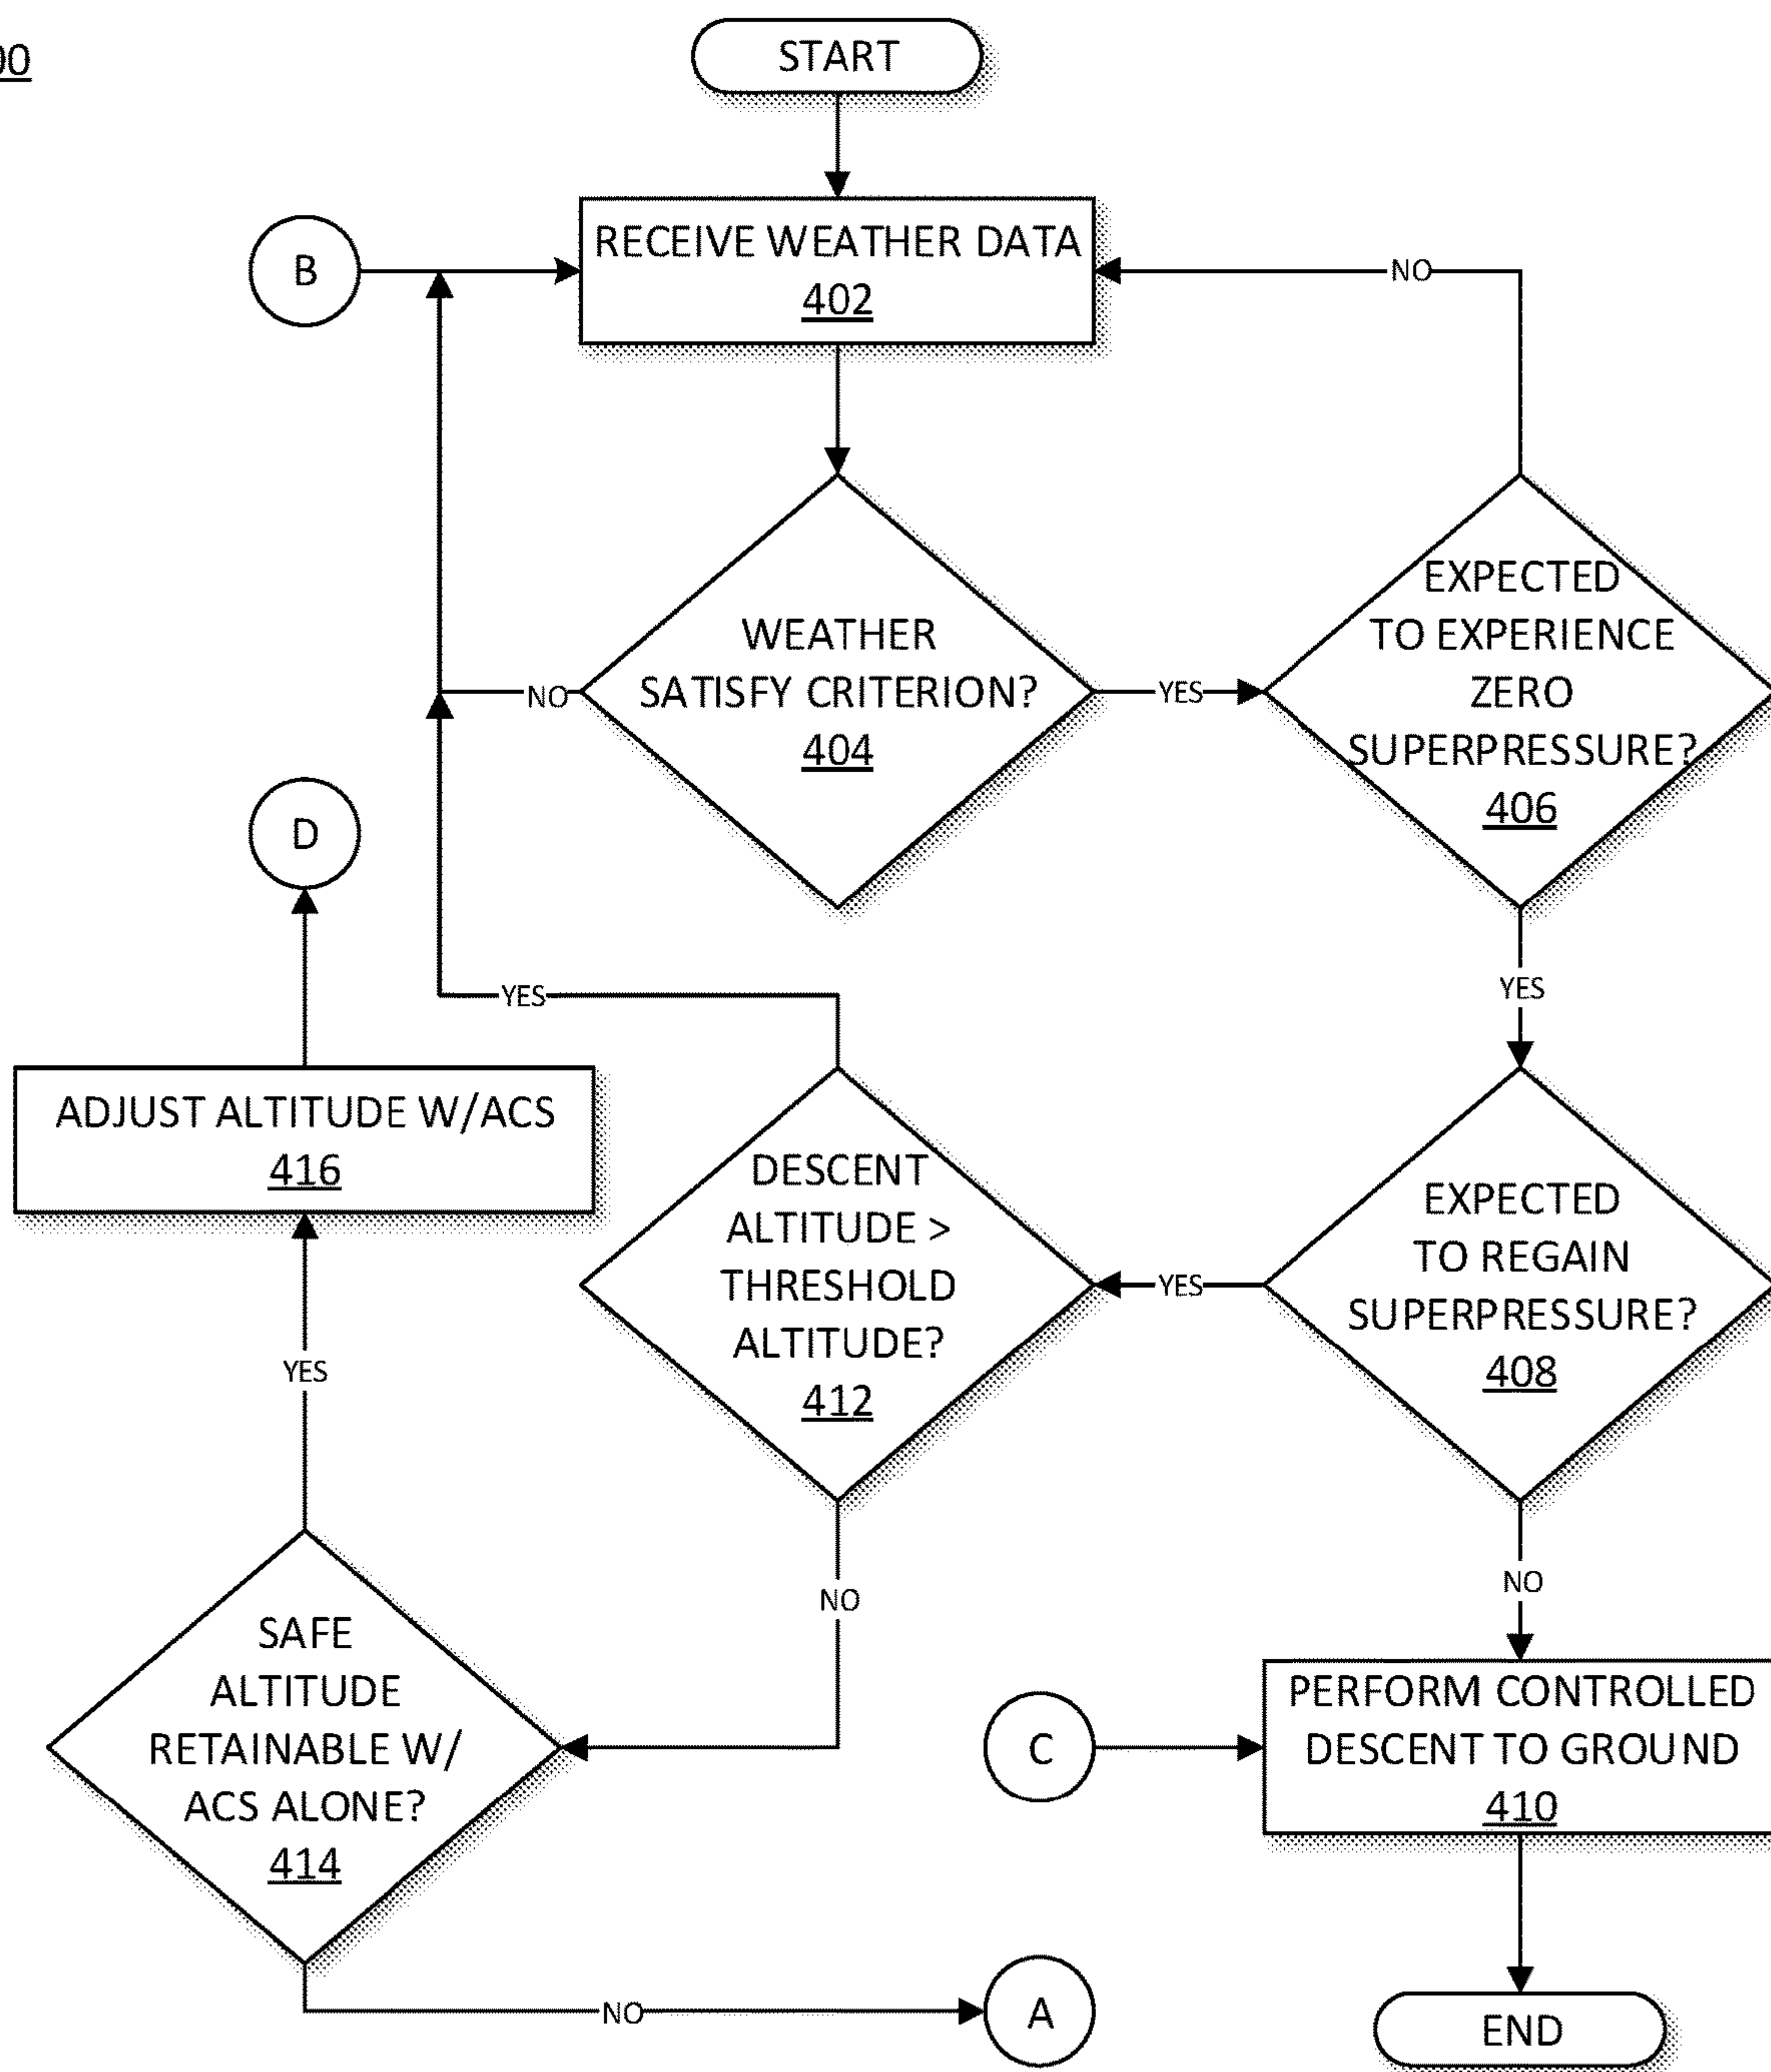 00
START
B
RECEIVE WEATHER DATA
402
NO
WEATHER
SATISFY CRITERION?
404
NO
YES
EXPECTED
TO EXPERIENCE
ZERO
SUPERPRESSURE?
406
D
YES
YES
ADJUST ALTITUDE W/ACS
416
DESCENT
ALTITUDE >
THRESHOLD
ALTITUDE?
412
YES
EXPECTED
TO REGAIN
SUPERPRESSURE?
408
YES
NO
NO
SAFE
ALTITUDE
RETAINABLE W/
ACS ALONE?
414
C
PERFORM CONTROLLED
DESCENT TO GROUND
410
NO
A
END